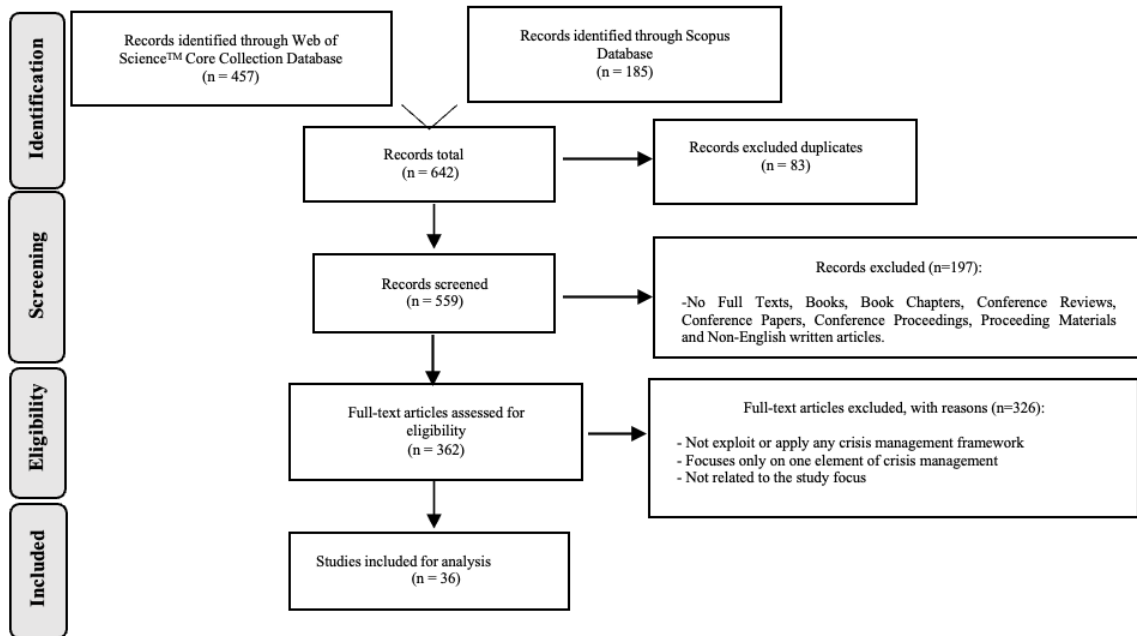 Identification
Records identified through Web of
Science™ Core Collection Database
(n = 457)
Records identified through Scopus
Database
(n = 185)
Records total
(n = 642)
Records excluded duplicates
(n = 83)
Screening
Records screened
(n = 559)
Records excluded (n=197):
-No Full Texts, Books, Book Chapters, Conference Reviews,
Conference Papers, Conference Proceedings, Proceeding Materials
and Non-English written articles.
Eligibility
Full-text articles assessed for
eligibility
(n = 362)
Full-text articles excluded, with reasons (n=326):
- Not exploit or apply any crisis management framework
- Focuses only on one element of crisis management
- Not related to the study focus
Included
Studies included for analysis
(n = 36)